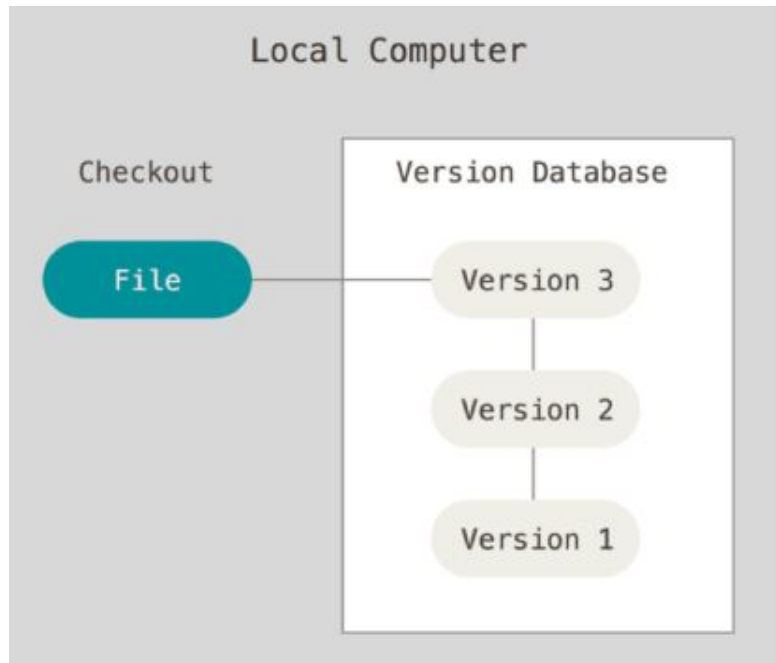 Local Computer
Checkout
Version Database
File
Version 3
Version 2
Version 1